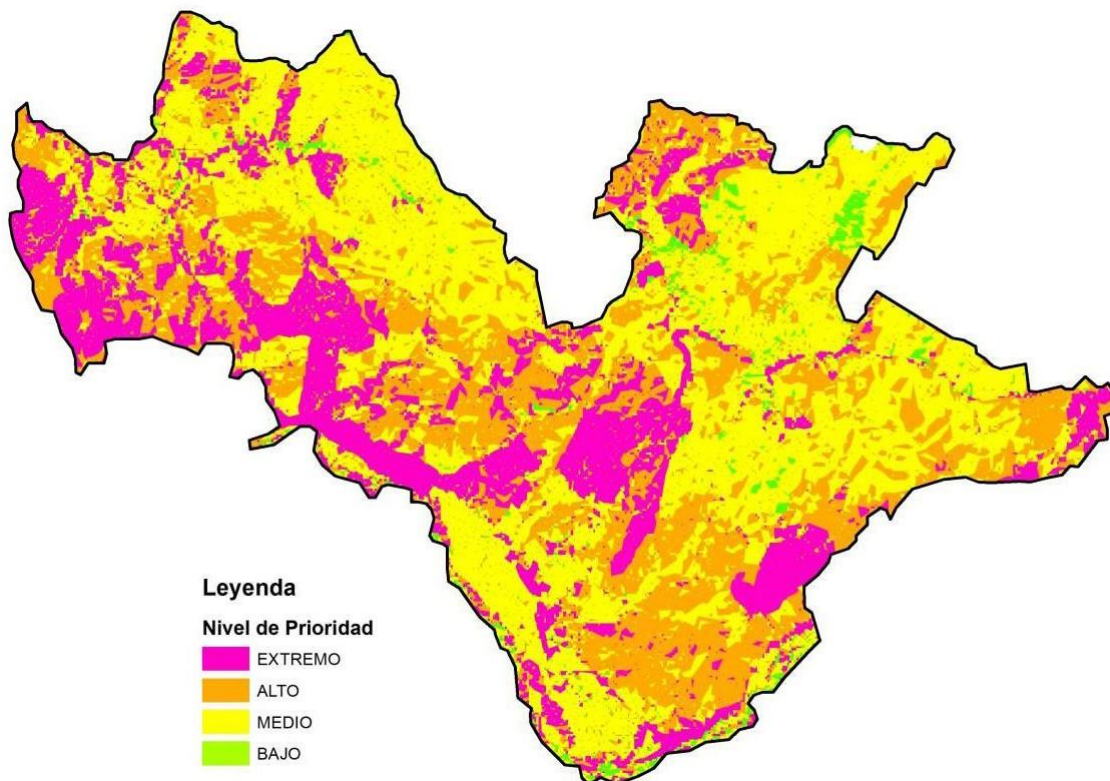 Leyenda
Nivel de Prioridad
EXTREMO
ALTO
MEDIO
BAJO